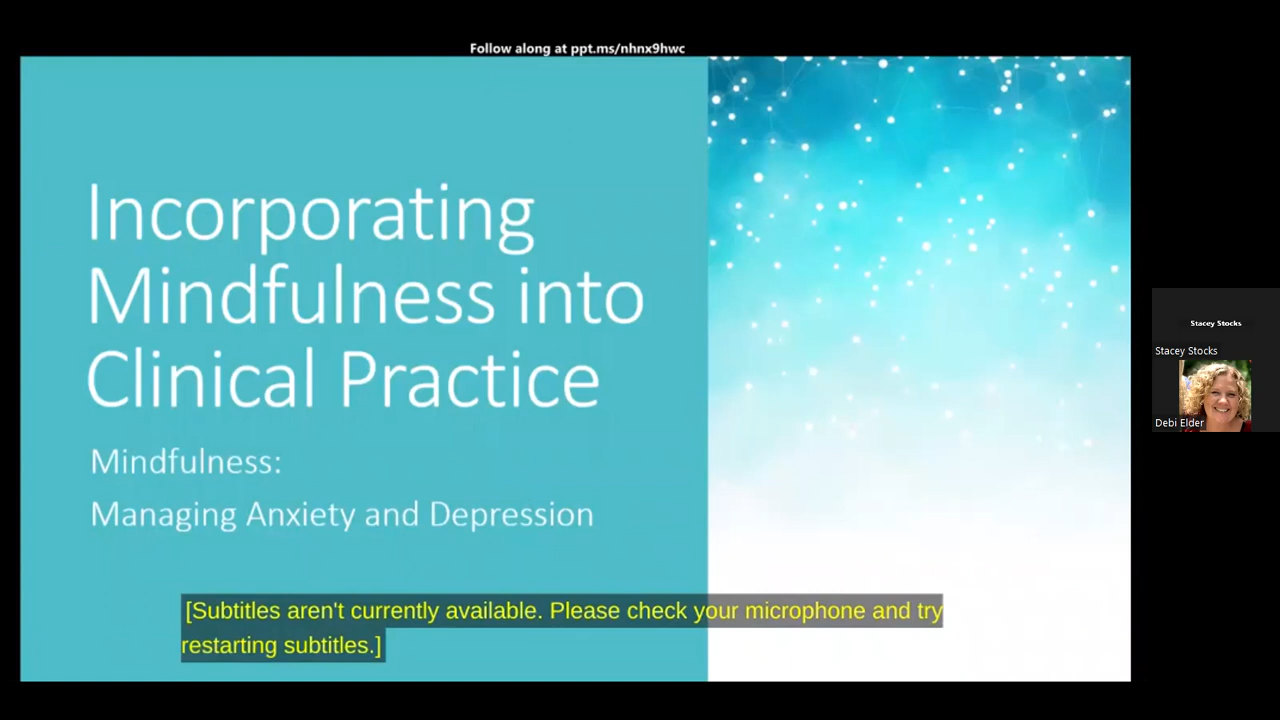 Follow along at ppt.ms/nhnx9hwc
Incorporating
Mindfulness into
Clinical Practice
Mindfulness:
Managing Anxiety and Depression
[Subtitles aren't currently available. Please check your microphone and try
restarting subtitles.]
Stacey Stocks
Stacey Stocks
Debi Elder